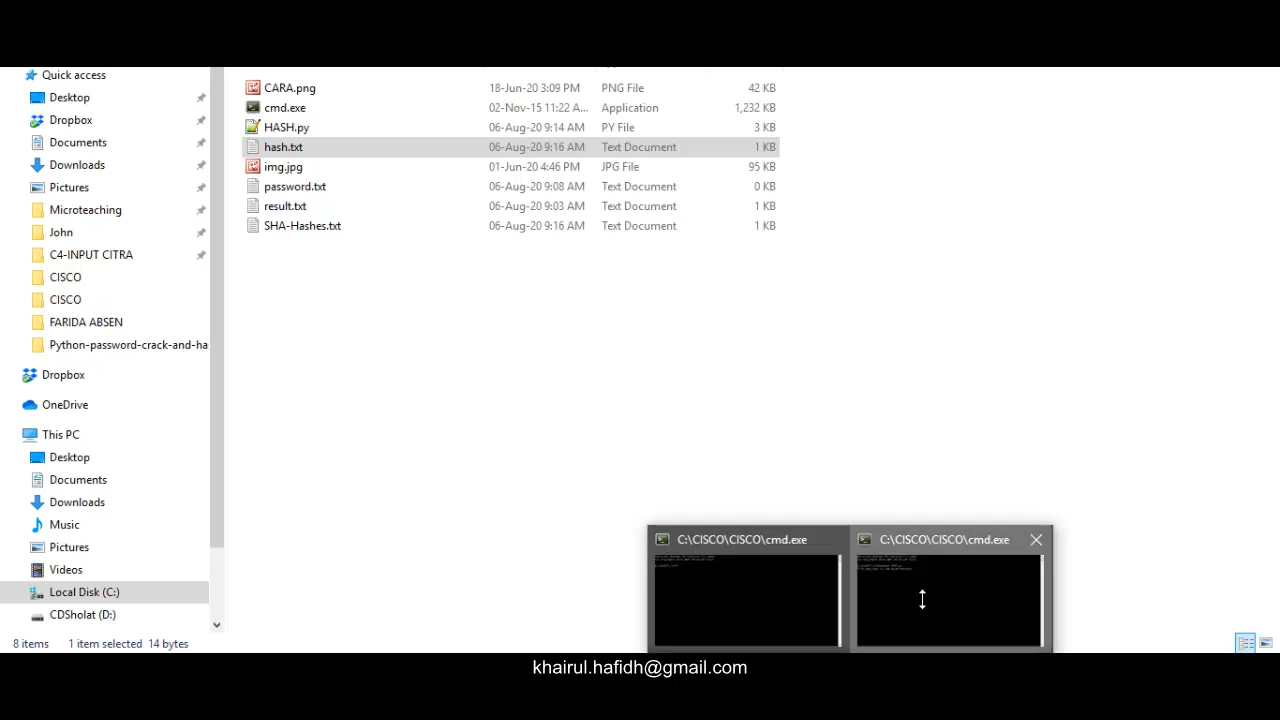 Quick access
Desktop
Dropbox
Documents
Downloads
Pictures
Microteaching
John
C4-INPUT CITRA
CISCO
CISCO
FARIDA ABSEN
Python-password-crack-and-ha
Dropbox
OneDrive
This PC
Desktop
Documents
Downloads
Music
Pictures
Videos
Local Disk (C:)
CDSholat (D:)
CARA.png 18-Jun-20 3:09 PM PNG File 42 KB
cmd.exe 02-Nov-15 11:22 A... Application 1,232 KB
HASH.py 06-Aug-20 9:14 AM PY File 3 KB
hash.txt 06-Aug-20 9:16 AM Text Document 1 KB
img.jpg 01-Jun-20 4:46 PM JPG File 95 KB
password.txt 06-Aug-20 9:08 AM Text Document 0 KB
result.txt 06-Aug-20 9:03 AM Text Document 1 KB
SHA-Hashes.txt 06-Aug-20 9:16 AM Text Document 1 KB
C:\CISCO\CISCO\cmd.exe
C:\CISCO\CISCO\cmd.exe
8 items 1 item selected 14 bytes
khairul.hafidh@gmail.com